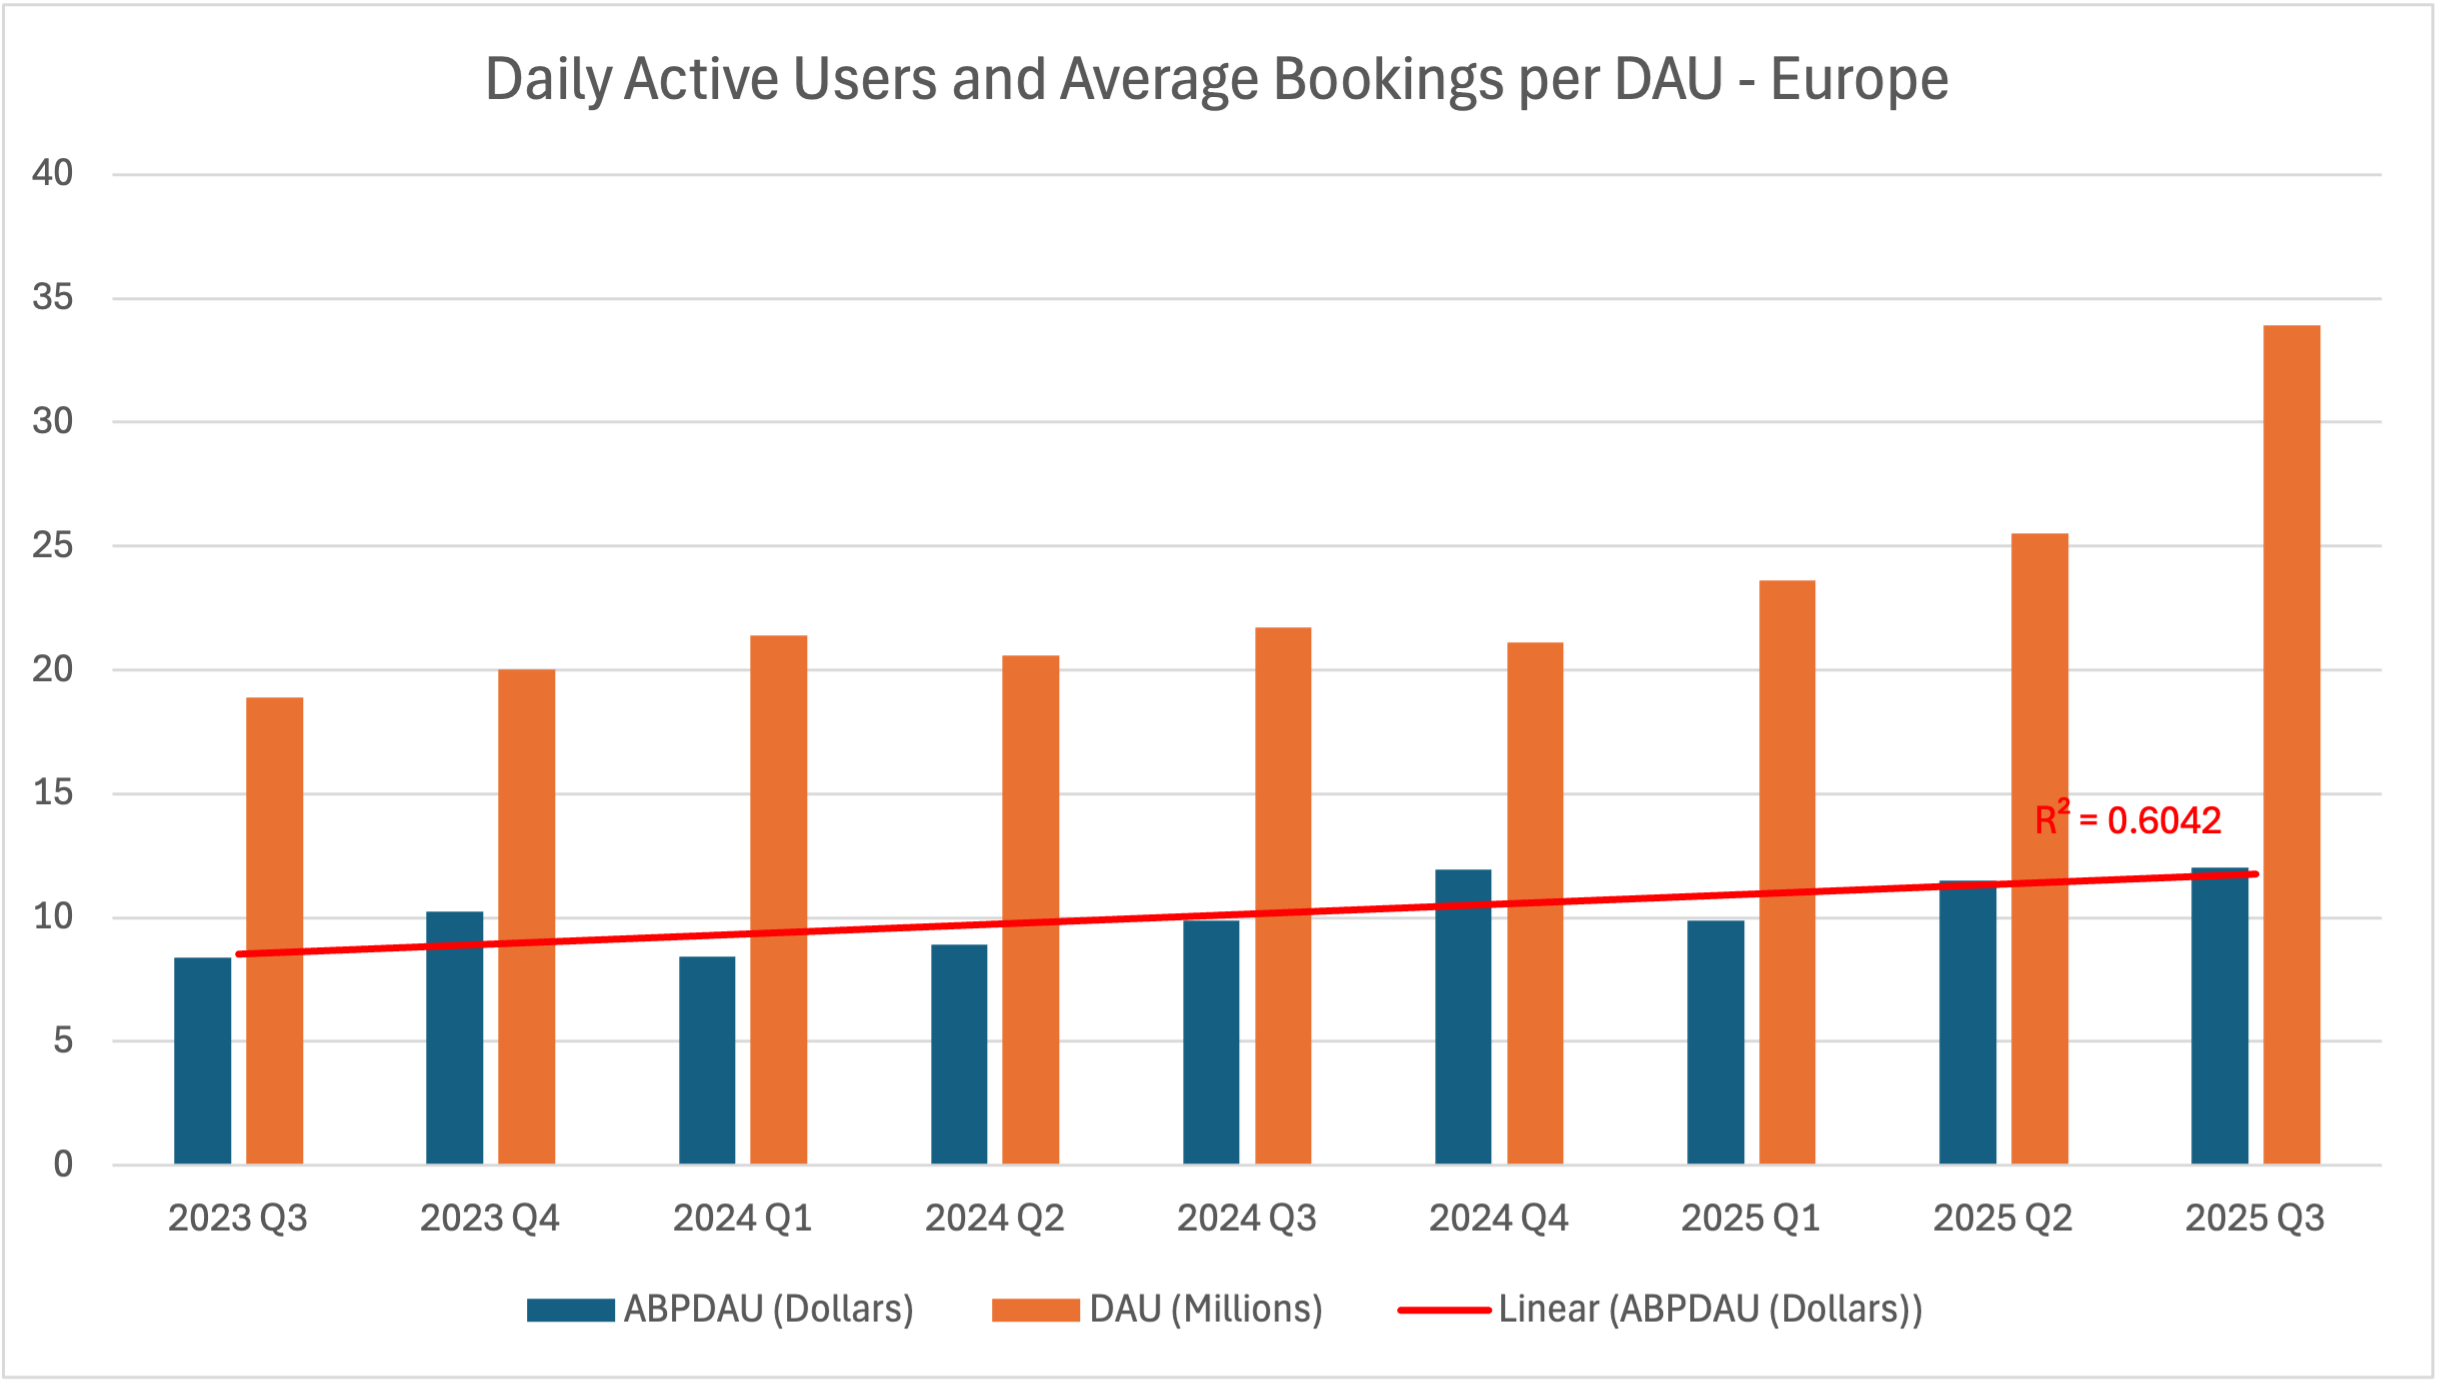 Daily Active Users and Average Bookings per DAU - Europe
40
35
30
25
20
15
10
5
0
R² = 0.6042
2023 Q3 2023 Q4 2024 Q1 2024 Q2 2024 Q3 2024 Q4 2025 Q1 2025 Q2 2025 Q3
ABPDAU (Dollars) DAU (Millions) Linear (ABPDAU (Dollars))